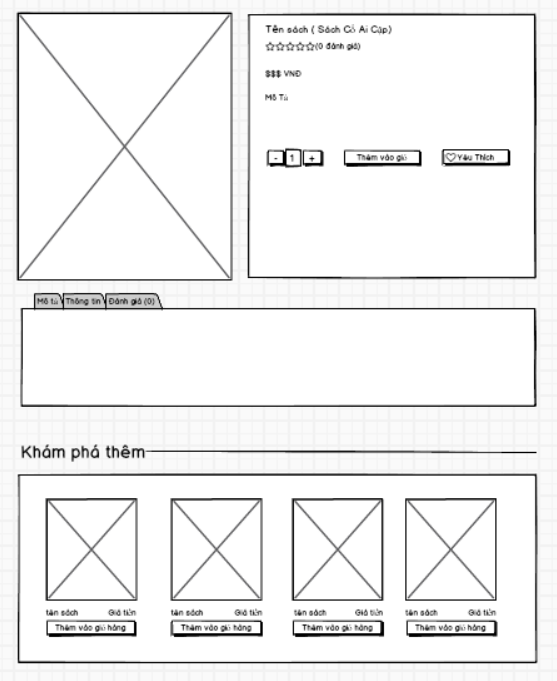 Tên sách ( Sách Cổ Ai Cập)
(0 đánh giá)
$$$ VNĐ
Mô Tả
- 1 + Thêm vào giỏ Yêu Thích
Mô tả Thông tin Đánh giá (0)
Khám phá thêm
tên sách Giá tiền tên sách Giá tiền tên sách Giá tiền tên sách Giá tiền
Thêm vào giỏ hàng Thêm vào giỏ hàng Thêm vào giỏ hàng Thêm vào giỏ hàng